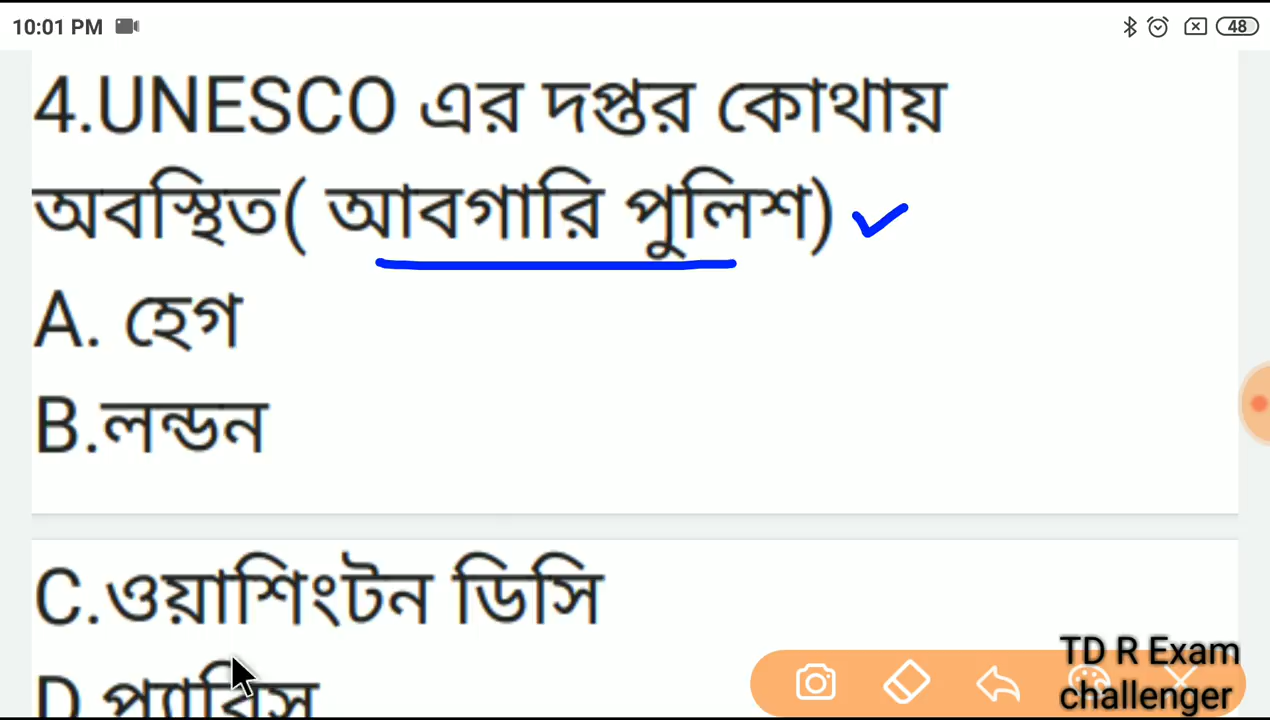 10:01 PM
48
4.UNESCO এর দপ্তর কোথায়
অবস্থিত( আবগারি পুলিশ)
A. হেগ
B.লন্ডন
C.ওয়াশিংটন ডিসি
D.প্যারিস
TD R Exam
challenger